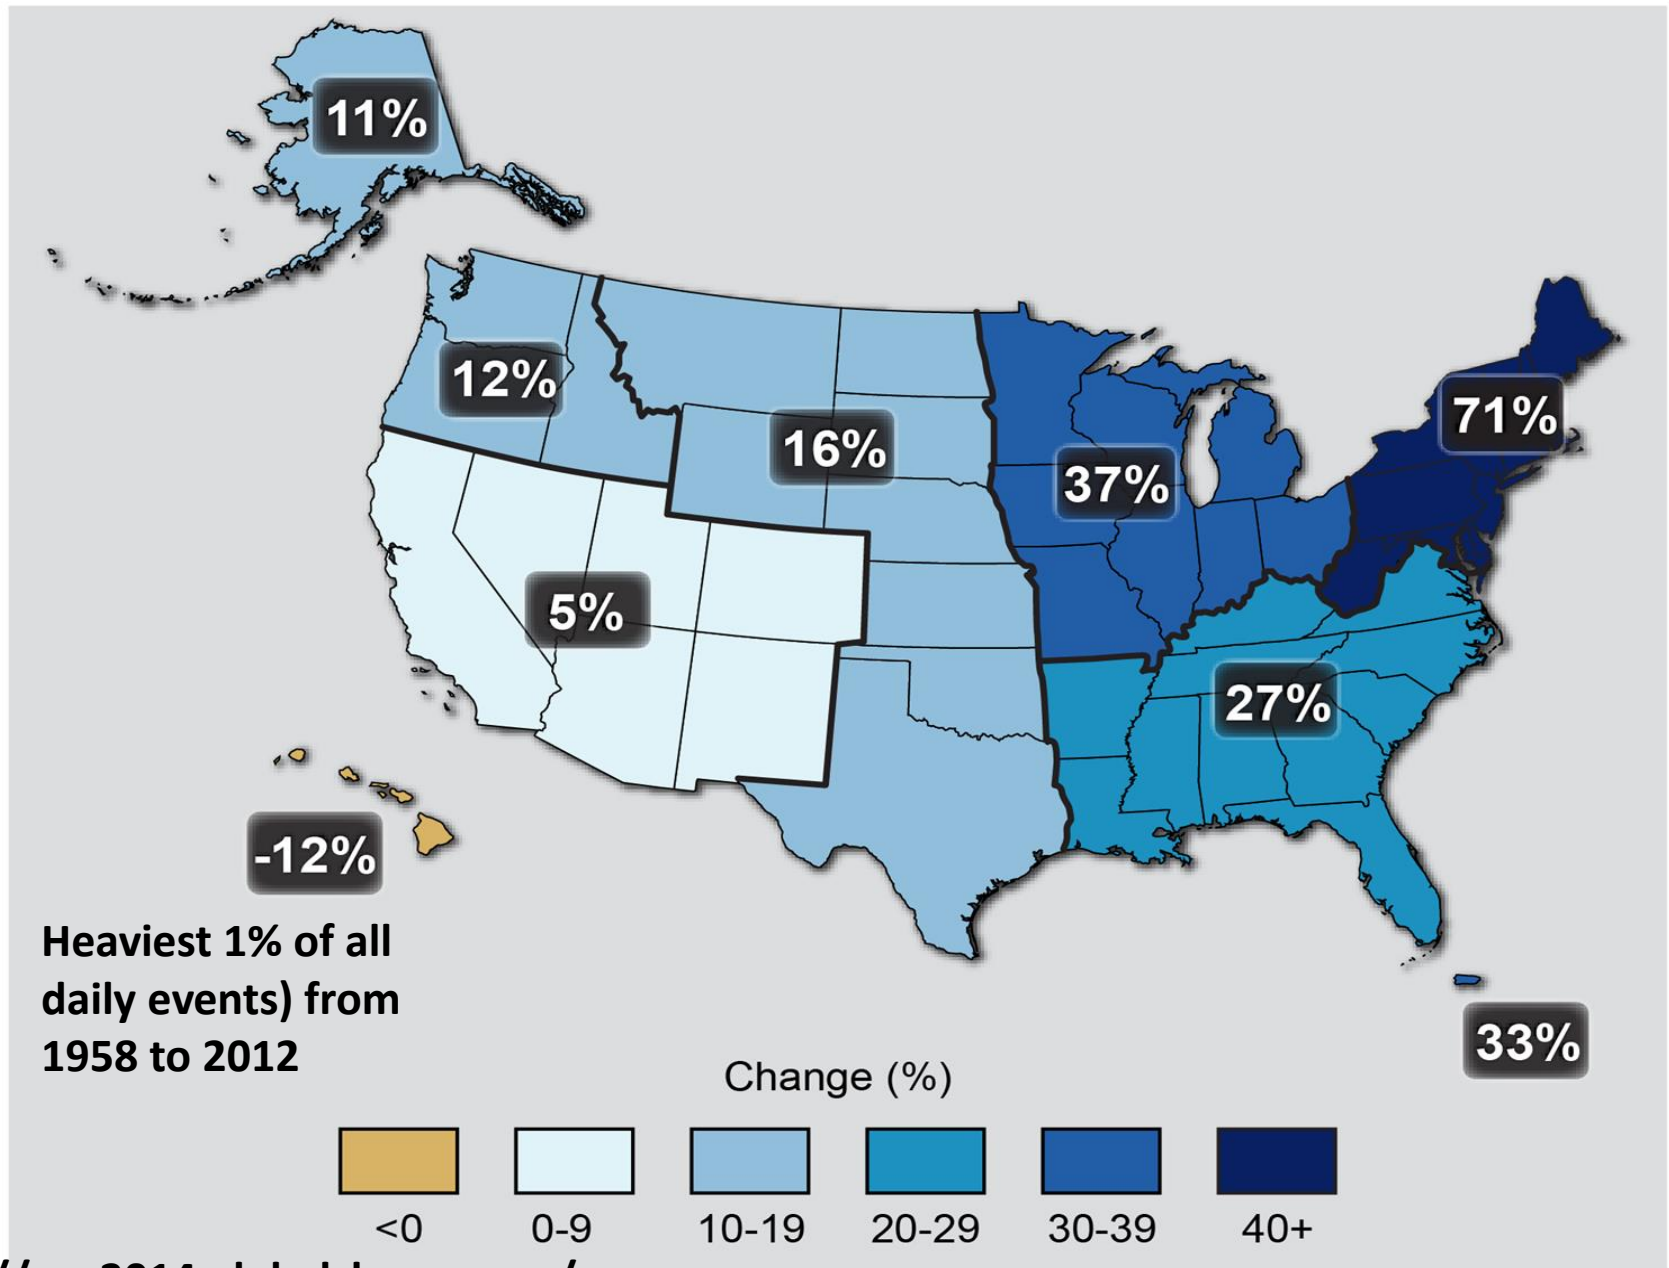 11%
12%
16%
71%
37%
5%
27%
-12%
Heaviest 1% of all
daily events) from
1958 to 2012
33%
Change (%)
<0 0-9 10-19 20-29 30-39 40+